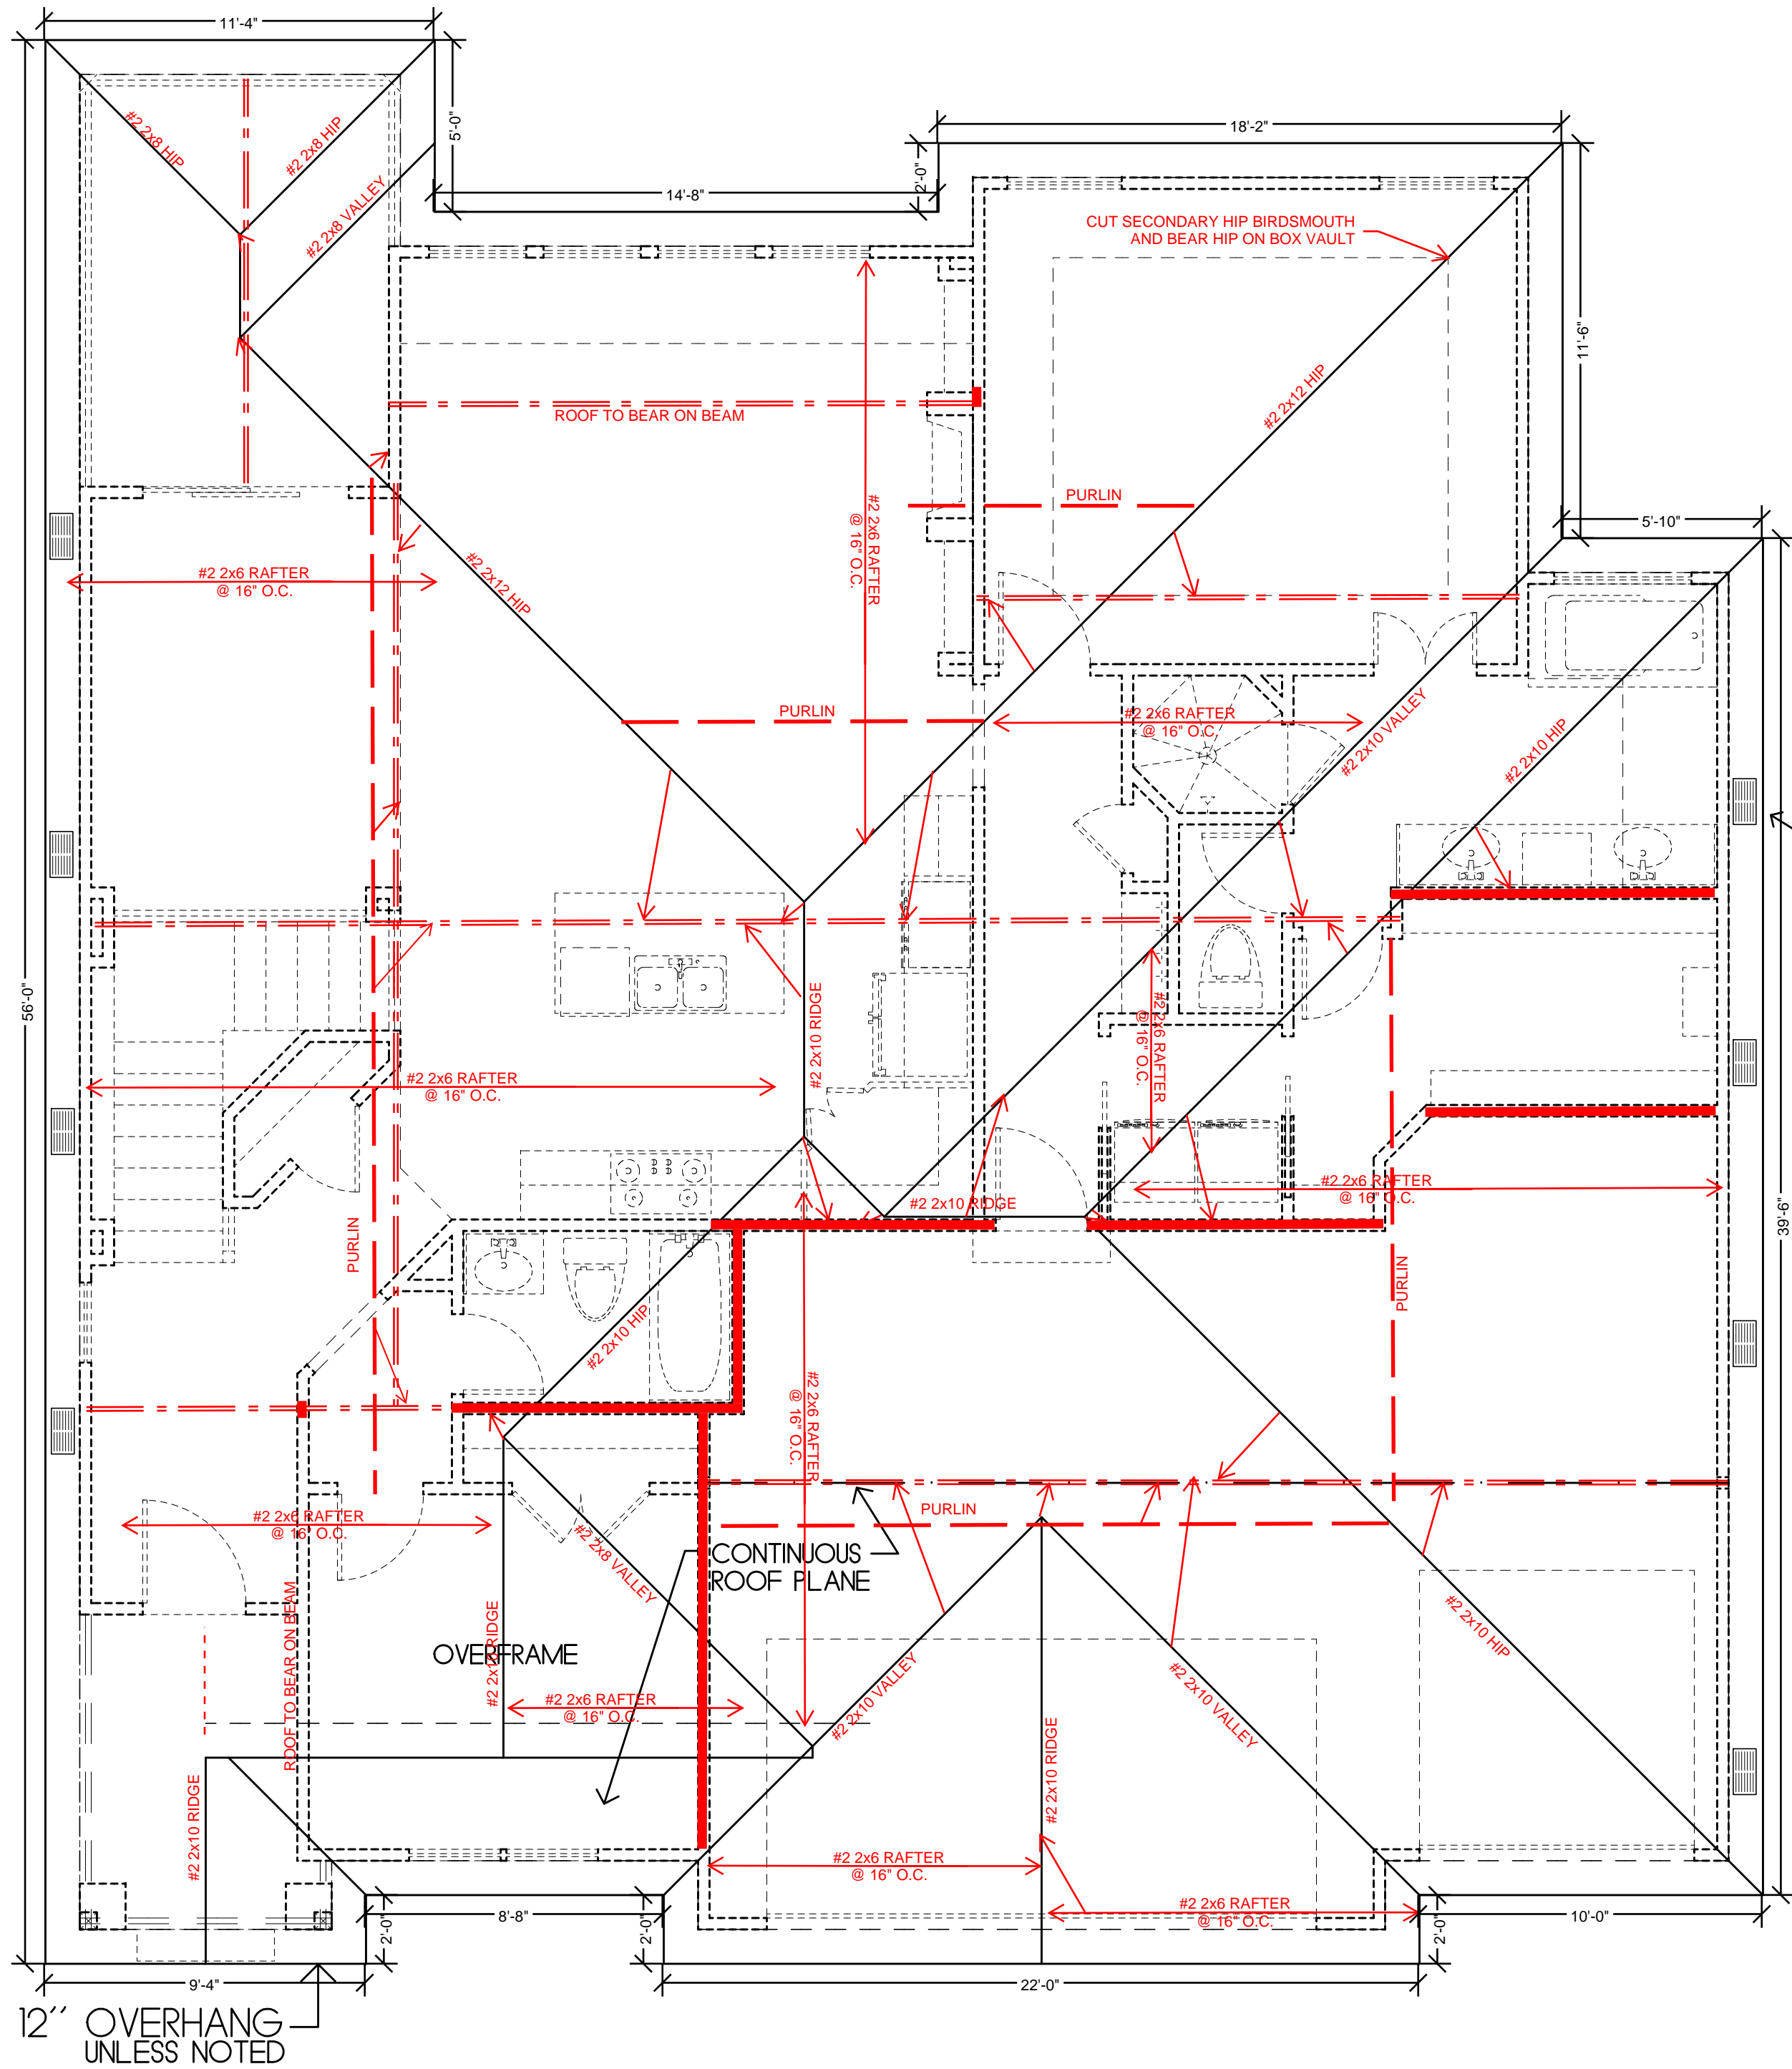 11'-4"
5'-0"
18'-2"
2'-0"
14'-8"
#2 2x8 HIP
#2 2x8 HIP
#2 2x8 VALLEY
CUT SECONDARY HIP BIRDSMOUTH
AND BEAR HIP ON BOX VAULT
11'-6"
#2 2x12 HIP
ROOF TO BEAR ON BEAM
PURLIN
5'-10"
#2 2x6 RAFTER
@ 16" O.C.
#2 2x6 RAFTER
@ 16" O.C.
#2 2x12 HIP
PURLIN
#2 2x6 RAFTER
@ 16" O.C.
#2 2x10 VALLEY
#2 2x10 HIP
56'-0"
#2 2x10 RIDGE
#2 2x6 RAFTER
@ 16" O.C.
#2 2x6 RAFTER
@ 16" O.C.
#2 2x6 RAFTER
@ 16" O.C.
#2 2x10 RIDGE
39'-6"
PURLIN
PURLIN
#2 2x10 HIP
#2 2x6 RAFTER
@ 16" O.C.
#2 2x6 RAFTER
@ 16" O.C.
PURLIN
#2 2x8 VALLEY
CONTINUOUS
ROOF PLANE
ROOF TO BEAR ON BEAM
#2 2x10 RIDGE
OVERFRAME
#2 2x6 RAFTER
@ 16" O.C.
#2 2x10 VALLEY
#2 2x10 VALLEY
#2 2x10 HIP
#2 2x10 RIDGE
#2 2x10 RIDGE
#2 2x6 RAFTER
@ 16" O.C.
#2 2x6 RAFTER
@ 16" O.C.
8'-8"
2'-0"
2'-0"
2'-0"
10'-0"
9'-4"
22'-0"
12" OVERHANG
UNLESS NOTED